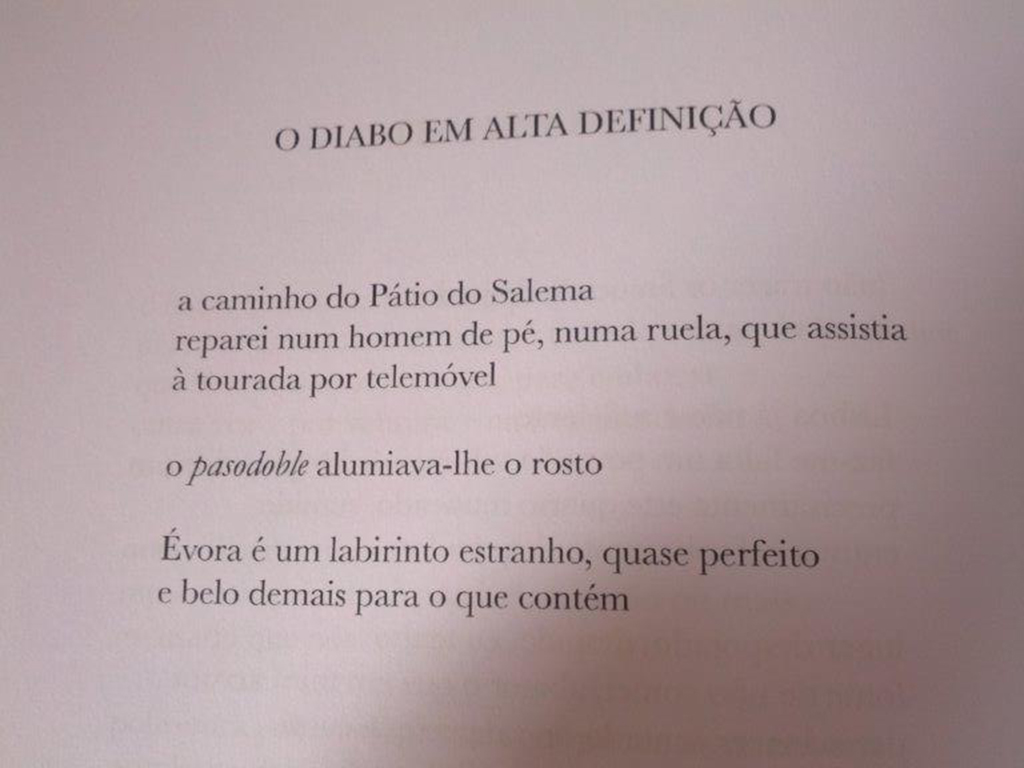 O DIABO EM ALTA DEFINIÇÃO
a caminho do Pátio do Salema
reparei num homem de pé, numa ruela, que assistia
à tourada por telemóvel
o pasodoble alumiava-lhe o rosto
Évora é um labirinto estranho, quase perfeito
e belo demais para o que contém